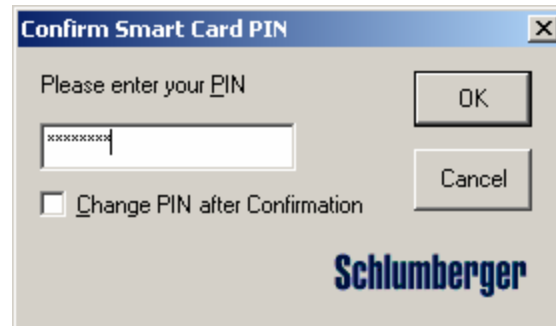 Confirm Smart Card PIN
Please enter your PIN
OK
********
Cancel
Change PIN after Confirmation
Schlumberger